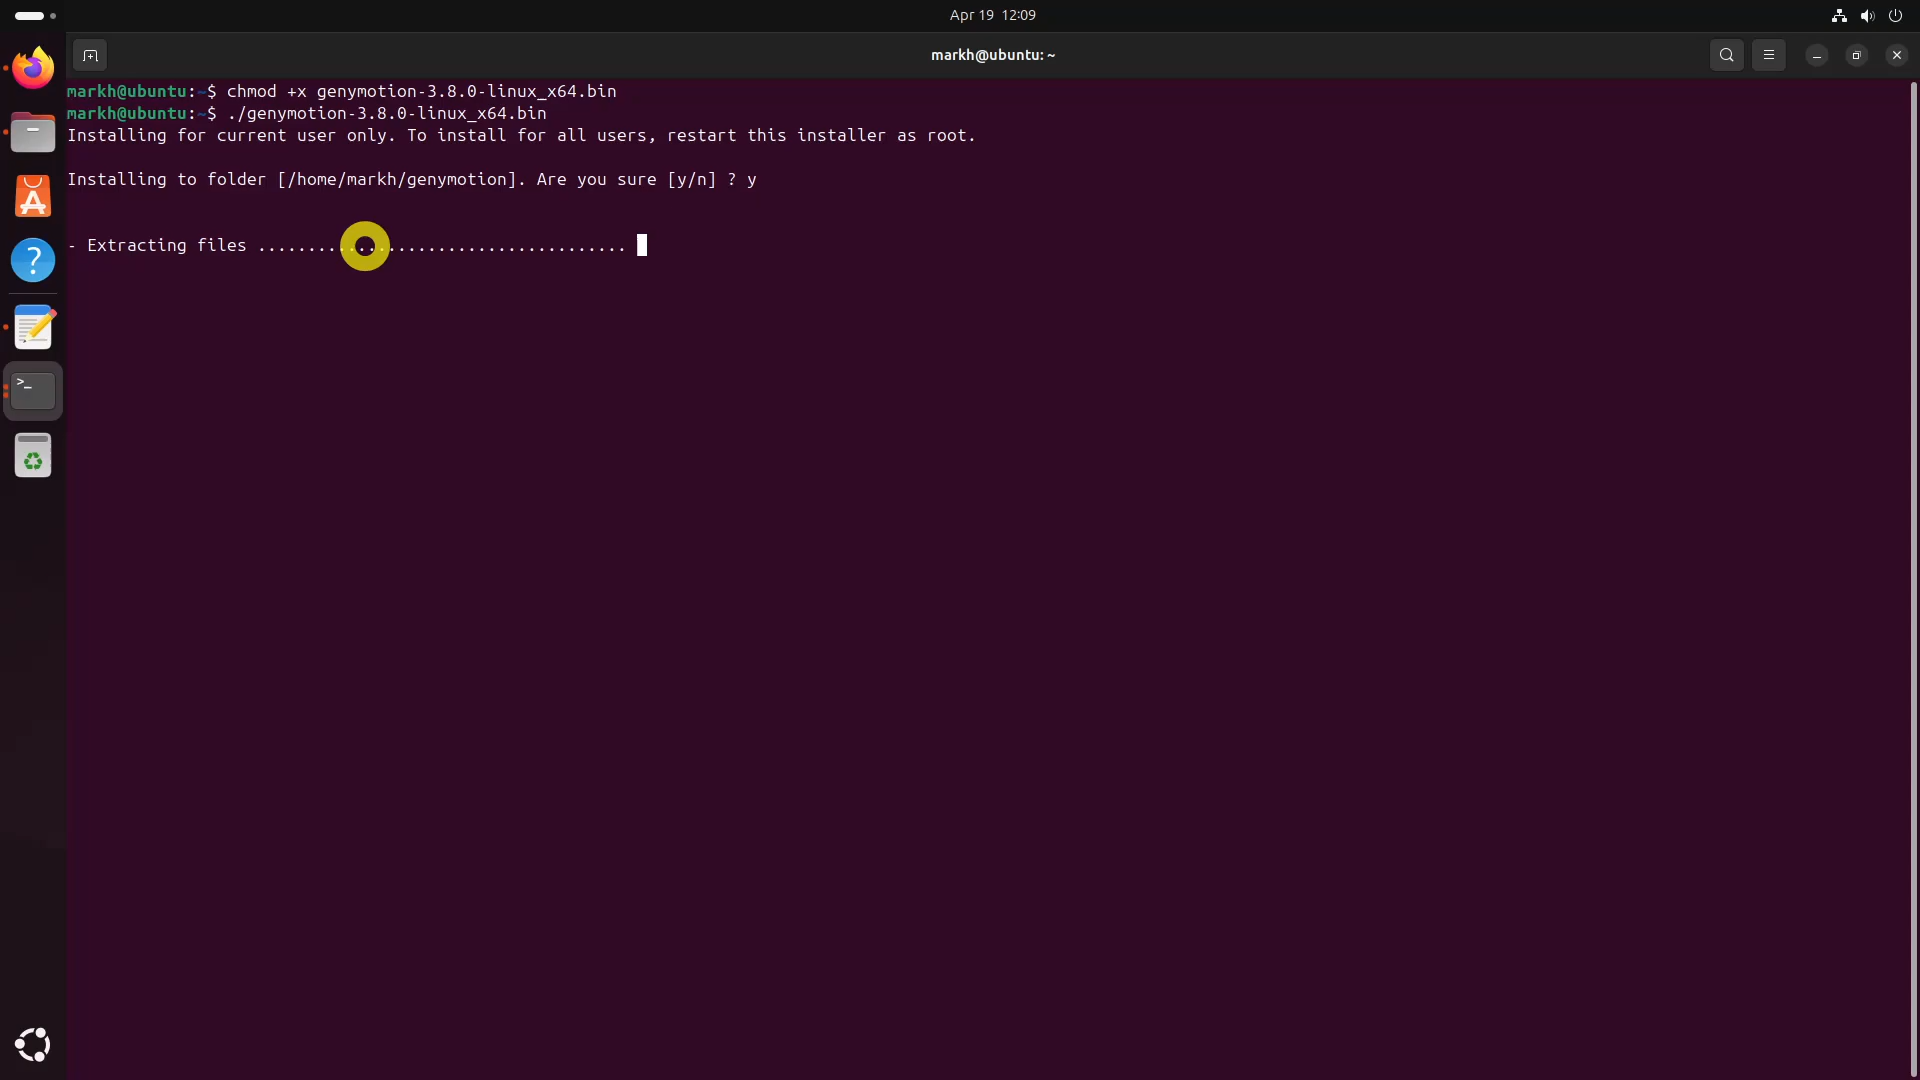 Apr 19 12:09
markh@ubuntu: ~
markh@ubuntu:~$ chmod +x genymotion-3.8.0-linux_x64.bin
markh@ubuntu:~$ ./genymotion-3.8.0-linux_x64.bin
Installing for current user only. To install for all users, restart this installer as root.
Installing to folder [/home/markh/genymotion]. Are you sure [y/n] ? y
- Extracting files .....................................